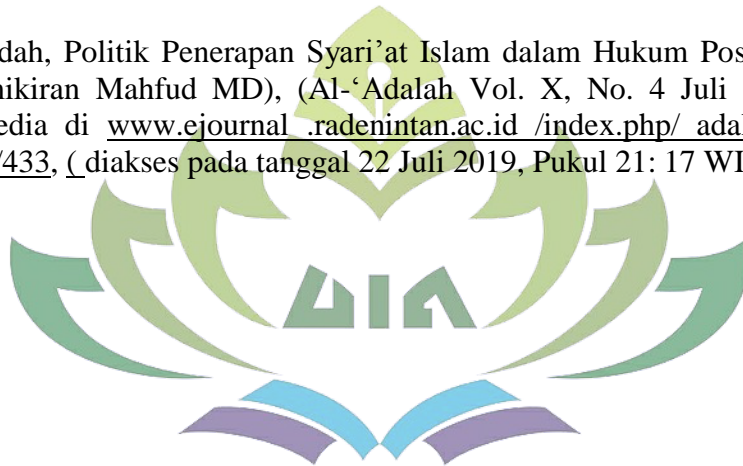 dah, Politik Penerapan Syari’at Islam dalam Hukum Pos
nikiran Mahfud MD), (Al-‘Adalah Vol. X, No. 4 Juli
edia di www.ejournal .radenintan.ac.id /index.php/ adal
/433, ( diakses pada tanggal 22 Juli 2019, Pukul 21: 17 WI
UIN